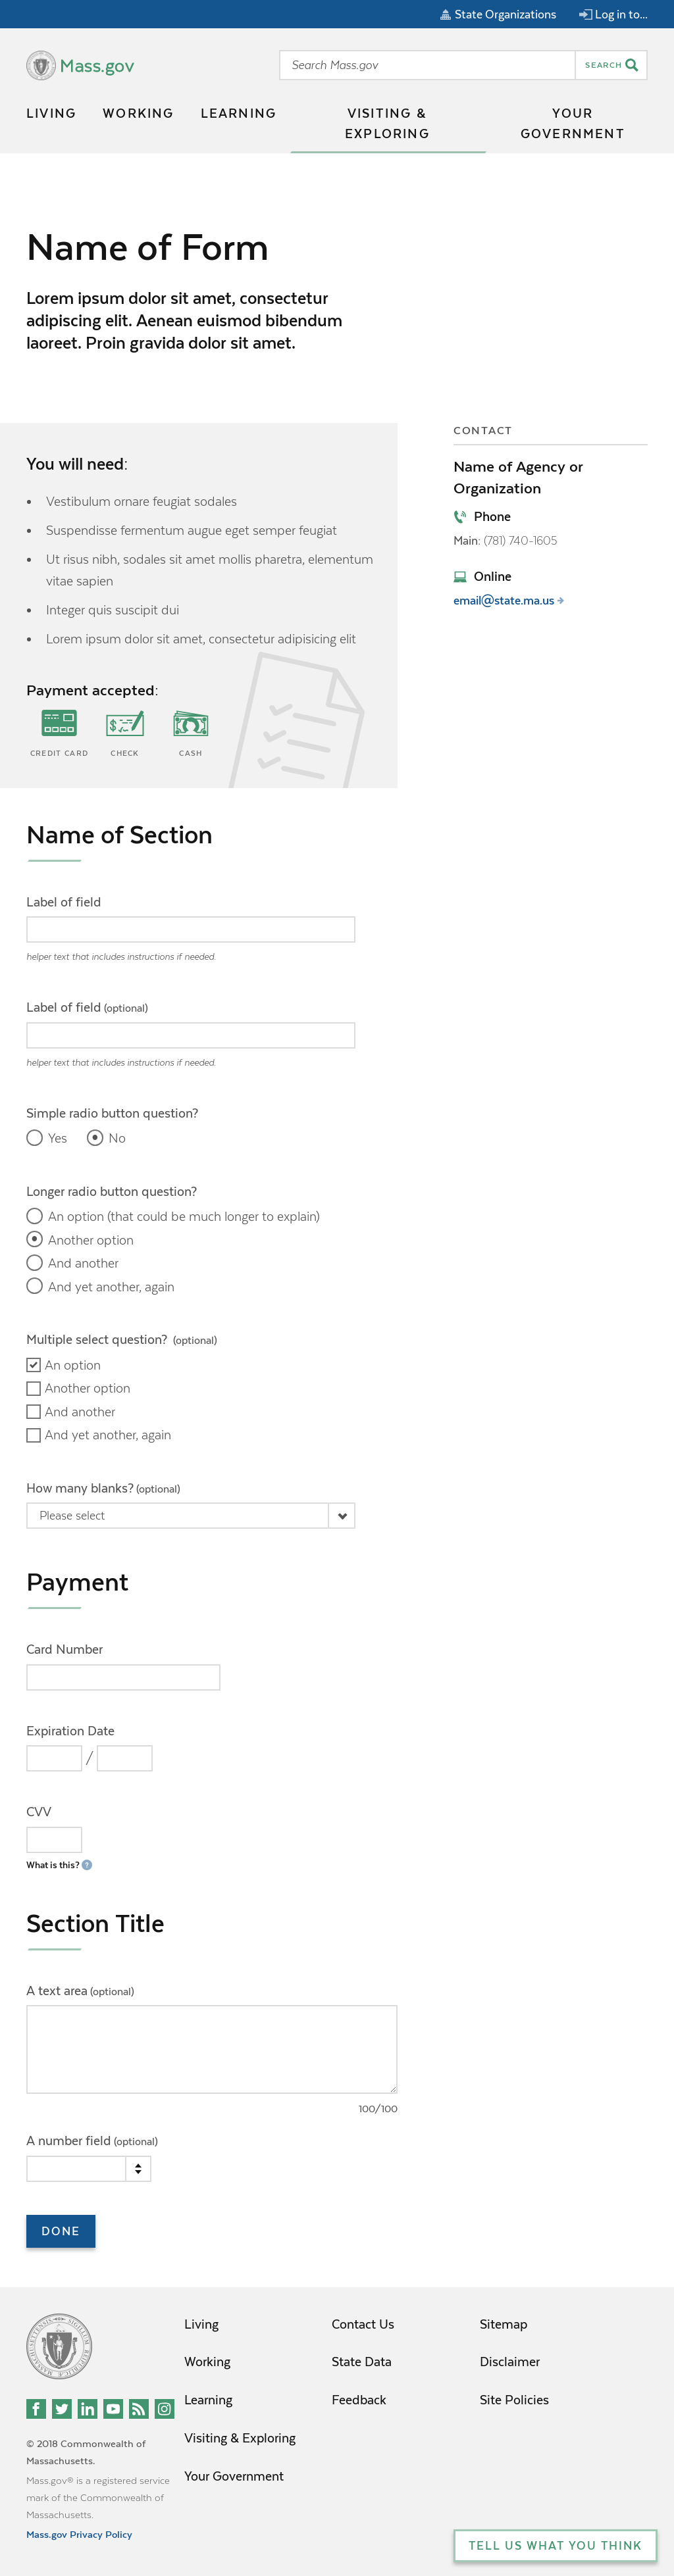 State Organizations
Log in to...
Mass.gov
Search Mass.gov
SEARCH
LIVING
WORKING
LEARNING
VISITING &
EXPLORING
YOUR
GOVERNMENT
Name of Form
Lorem ipsum dolor sit amet, consectetur
adipiscing elit. Aenean euismod bibendum
laoreet. Proin gravida dolor sit amet.
You will need:
• Vestibulum ornare feugiat sodales
• Suspendisse fermentum augue eget semper feugiat
• Ut risus nibh, sodales sit amet mollis pharetra, elementum
vitae sapien
• Integer quis suscipit dui
• Lorem ipsum dolor sit amet, consectetur adipisicing elit
Payment accepted:
CREDIT CARD
CHECK
CASH
CONTACT
Name of Agency or
Organization
Phone
Main: (781) 740-1605
Online
email@state.ma.us
Name of Section
Label of field
helper text that includes instructions if needed.
Label of field (optional)
helper text that includes instructions if needed.
Simple radio button question?
Yes
No
Longer radio button question?
An option (that could be much longer to explain)
Another option
And another
And yet another, again
Multiple select question? (optional)
An option
Another option
And another
And yet another, again
How many blanks? (optional)
Please select
Payment
Card Number
Expiration Date
/
CVV
What is this? ?
Section Title
A text area (optional)
100/100
A number field (optional)
DONE
Living
Working
Learning
Visiting & Exploring
Your Government
Contact Us
State Data
Feedback
Sitemap
Disclaimer
Site Policies
© 2018 Commonwealth of
Massachusetts.
Mass.gov® is a registered service
mark of the Commonwealth of
Massachusetts.
Mass.gov Privacy Policy
TELL US WHAT YOU THINK